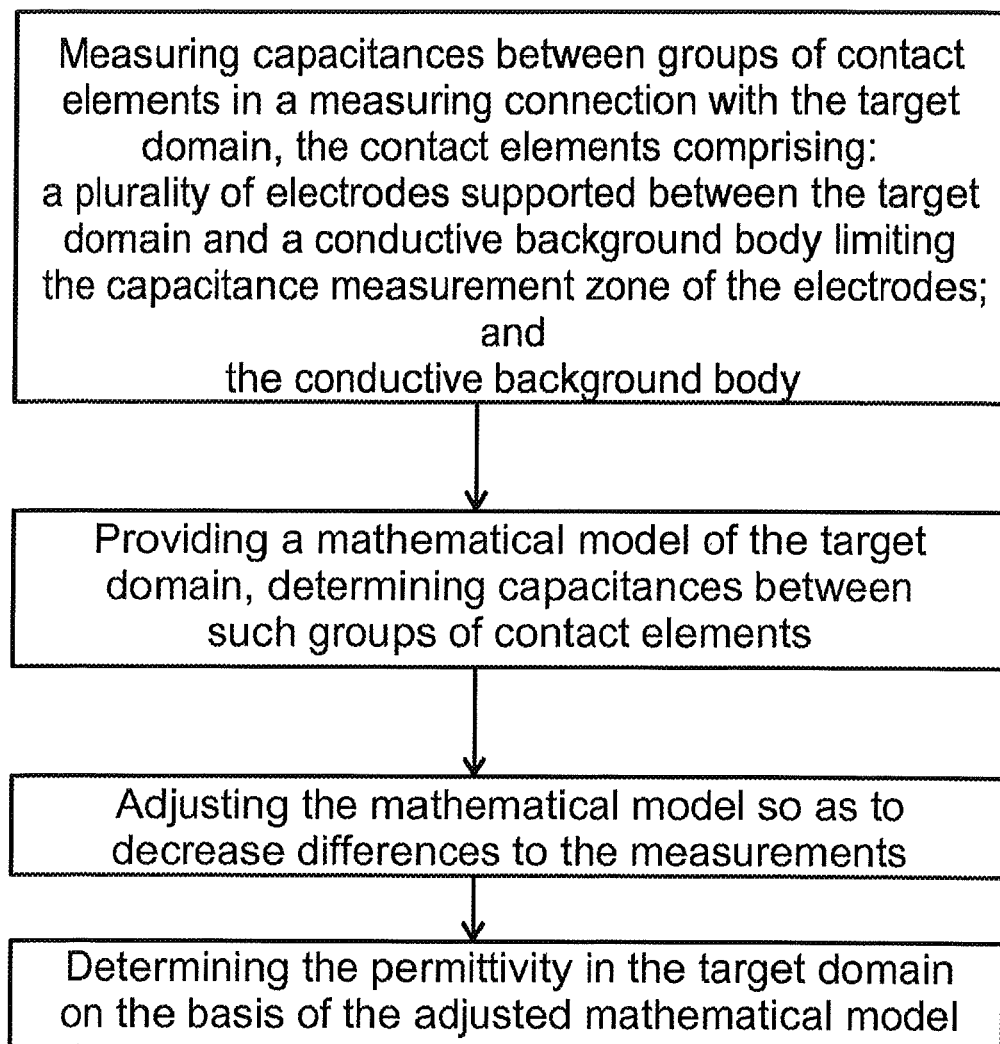 Measuring capacitances between groups of contact
elements in a measuring connection with the target
domain, the contact elements comprising:
a plurality of electrodes supported between the target
domain and a conductive background body limiting
the capacitance measurement zone of the electrodes;
and
the conductive background body
Providing a mathematical model of the target
domain, determining capacitances between
such groups of contact elements
Adjusting the mathematical model so as to
decrease differences to the measurements
Determining the permittivity in the target domain
on the basis of the adjusted mathematical model